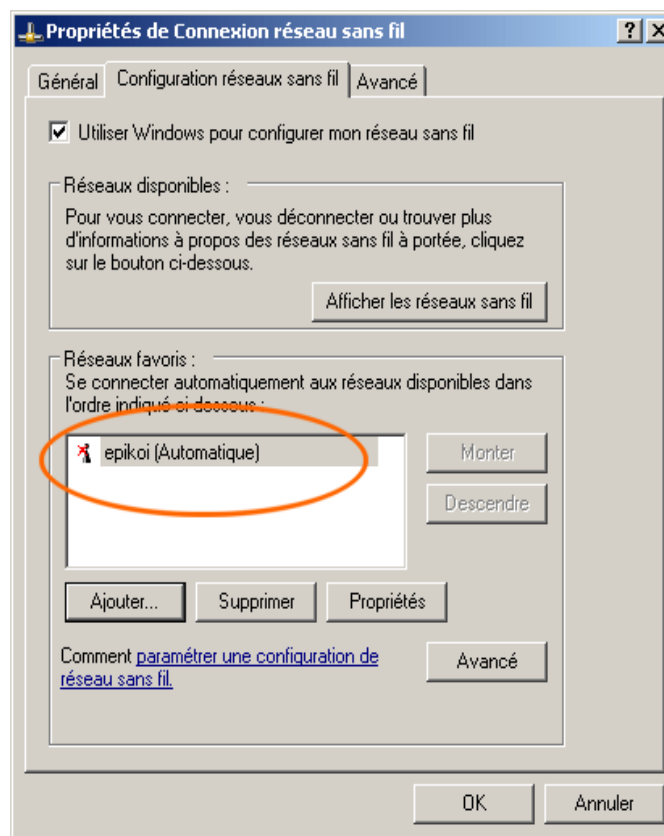 Propriétés de Connexion réseau sans fil
Général
Configuration réseaux sans fil
Avancé
Utiliser Windows pour configurer mon réseau sans fil
Réseaux disponibles :
Pour vous connecter, vous déconnecter ou trouver plus
d'informations à propos des réseaux sans fil à portée, cliquez
sur le bouton ci-dessous.
Afficher les réseaux sans fil
Réseaux favoris :
Se connecter automatiquement aux réseaux disponibles dans
l'ordre indiqué ci-dessous :
epikoi (Automatique)
Monter
Descendre
Ajouter...
Supprimer
Propriétés
Comment paramétrer une configuration de
réseau sans fil.
Avancé
OK
Annuler